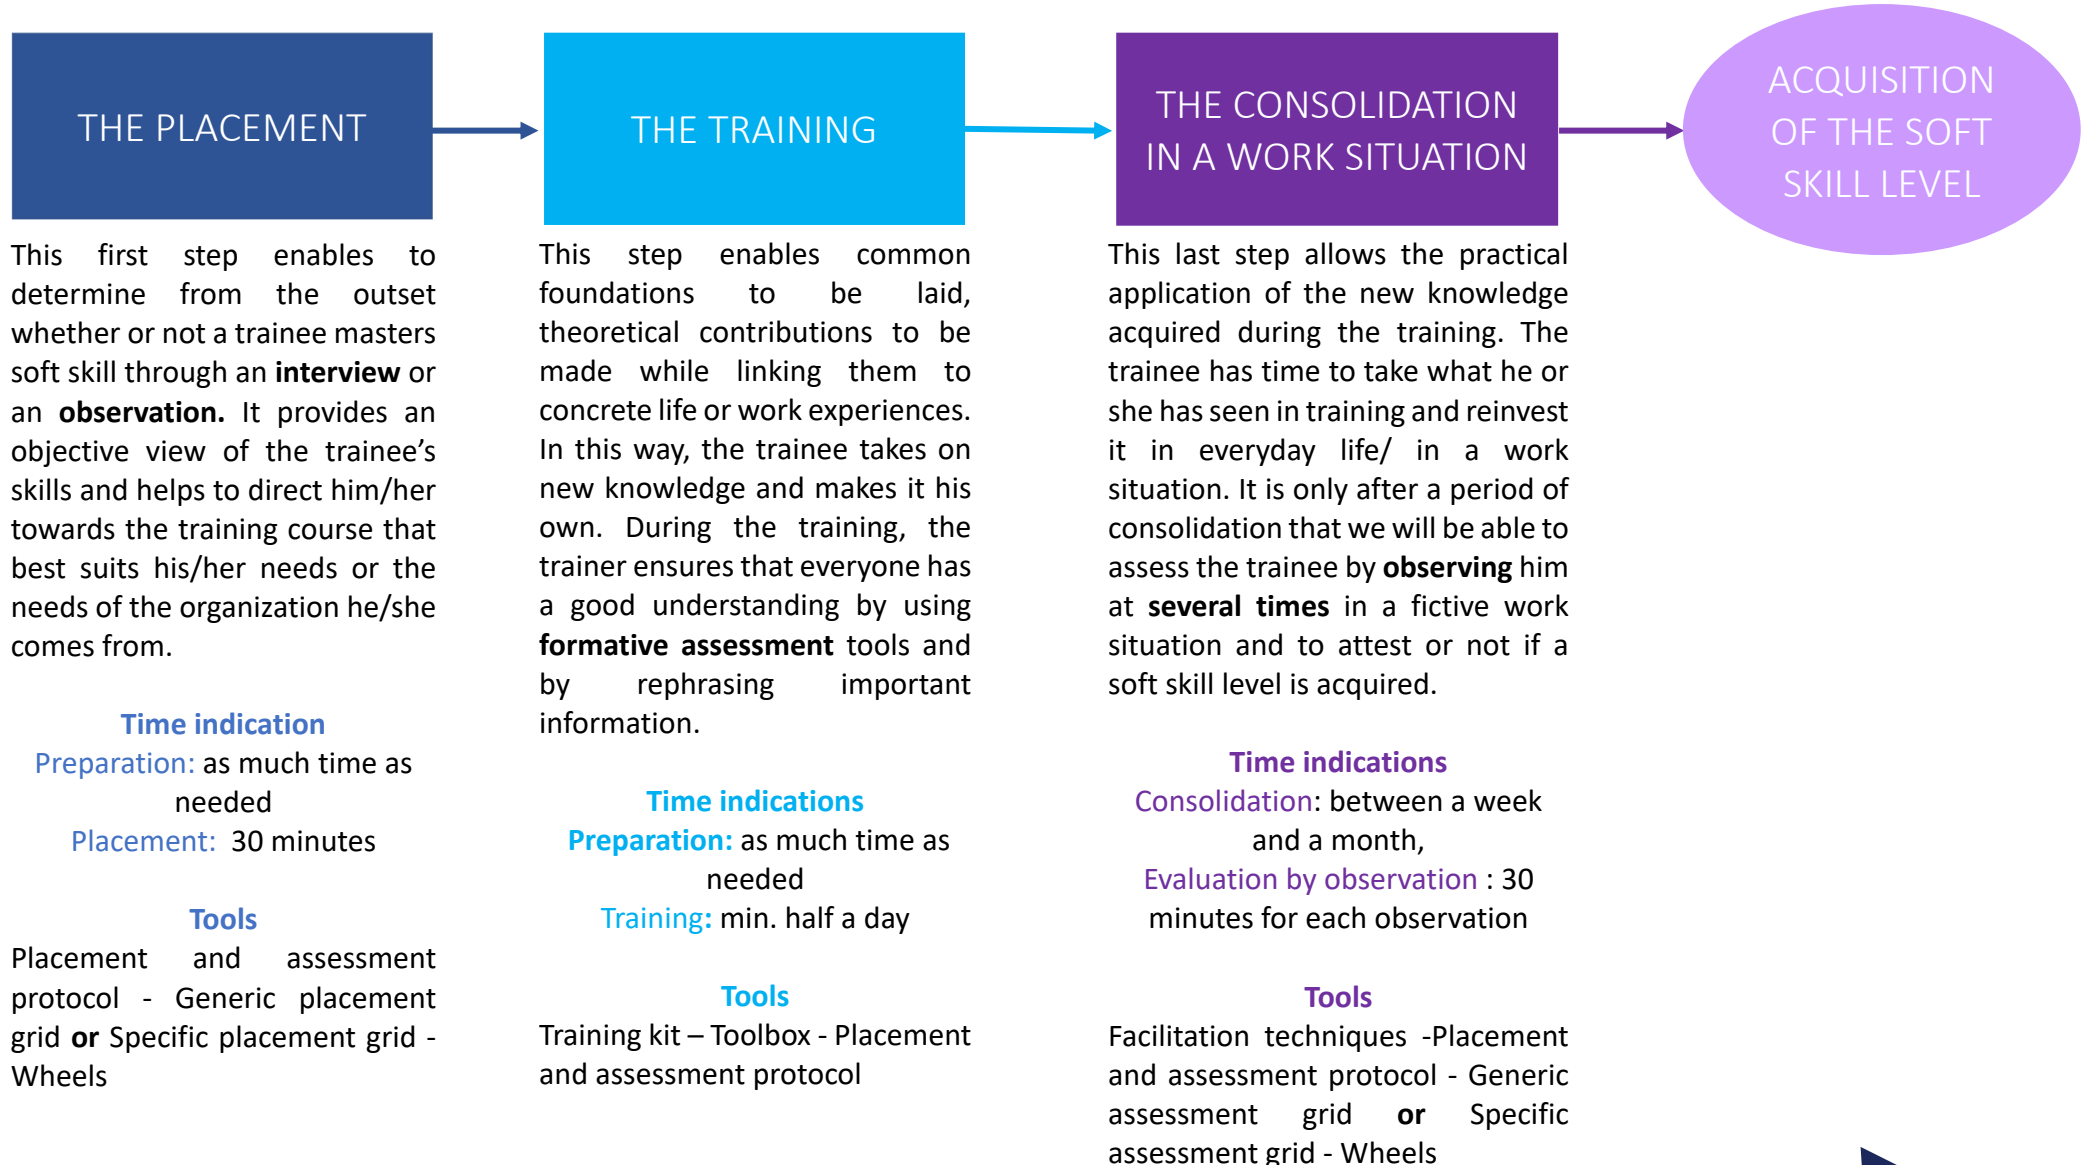 THE PLACEMENT
This first step enables to
determine from the outset
whether or not a trainee masters
soft skill through an interview or
an observation. It provides an
objective view of the trainee's
skills and helps to direct him/her
towards the training course that
best suits his/her needs or the
needs of the organization he/she
comes from.
Time indication
Preparation: as much time as
needed
Placement: 30 minutes
Tools
Placement and assessment
protocol - Generic placement
grid or Specific placement grid -
Wheels
THE TRAINING
This step enables common
foundations to be laid,
theoretical contributions to be
made while linking them to
concrete life or work experiences.
In this way, the trainee takes on
new knowledge and makes it his
own. During the training, the
trainer ensures that everyone has
a good understanding by using
formative assessment tools and
by rephrasing important
information.
Time indications
Preparation: as much time as
needed
Training: min. half a day
Tools
Training kit – Toolbox - Placement
and assessment protocol
THE CONSOLIDATION
IN A WORK SITUATION
This last step allows the practical
application of the new knowledge
acquired during the training. The
trainee has time to take what he or
she has seen in training and reinvest
it in everyday life/ in a work
situation. It is only after a period of
consolidation that we will be able to
assess the trainee by observing him
at several times in a fictive work
situation and to attest or not if a
soft skill level is acquired.
Time indications
Consolidation: between a week
and a month,
Evaluation by observation : 30
minutes for each observation
Tools
Facilitation techniques -Placement
and assessment protocol - Generic
assessment grid or Specific
assessment grid - Wheels
ACQUISITION
OF THE SOFT
SKILL LEVEL